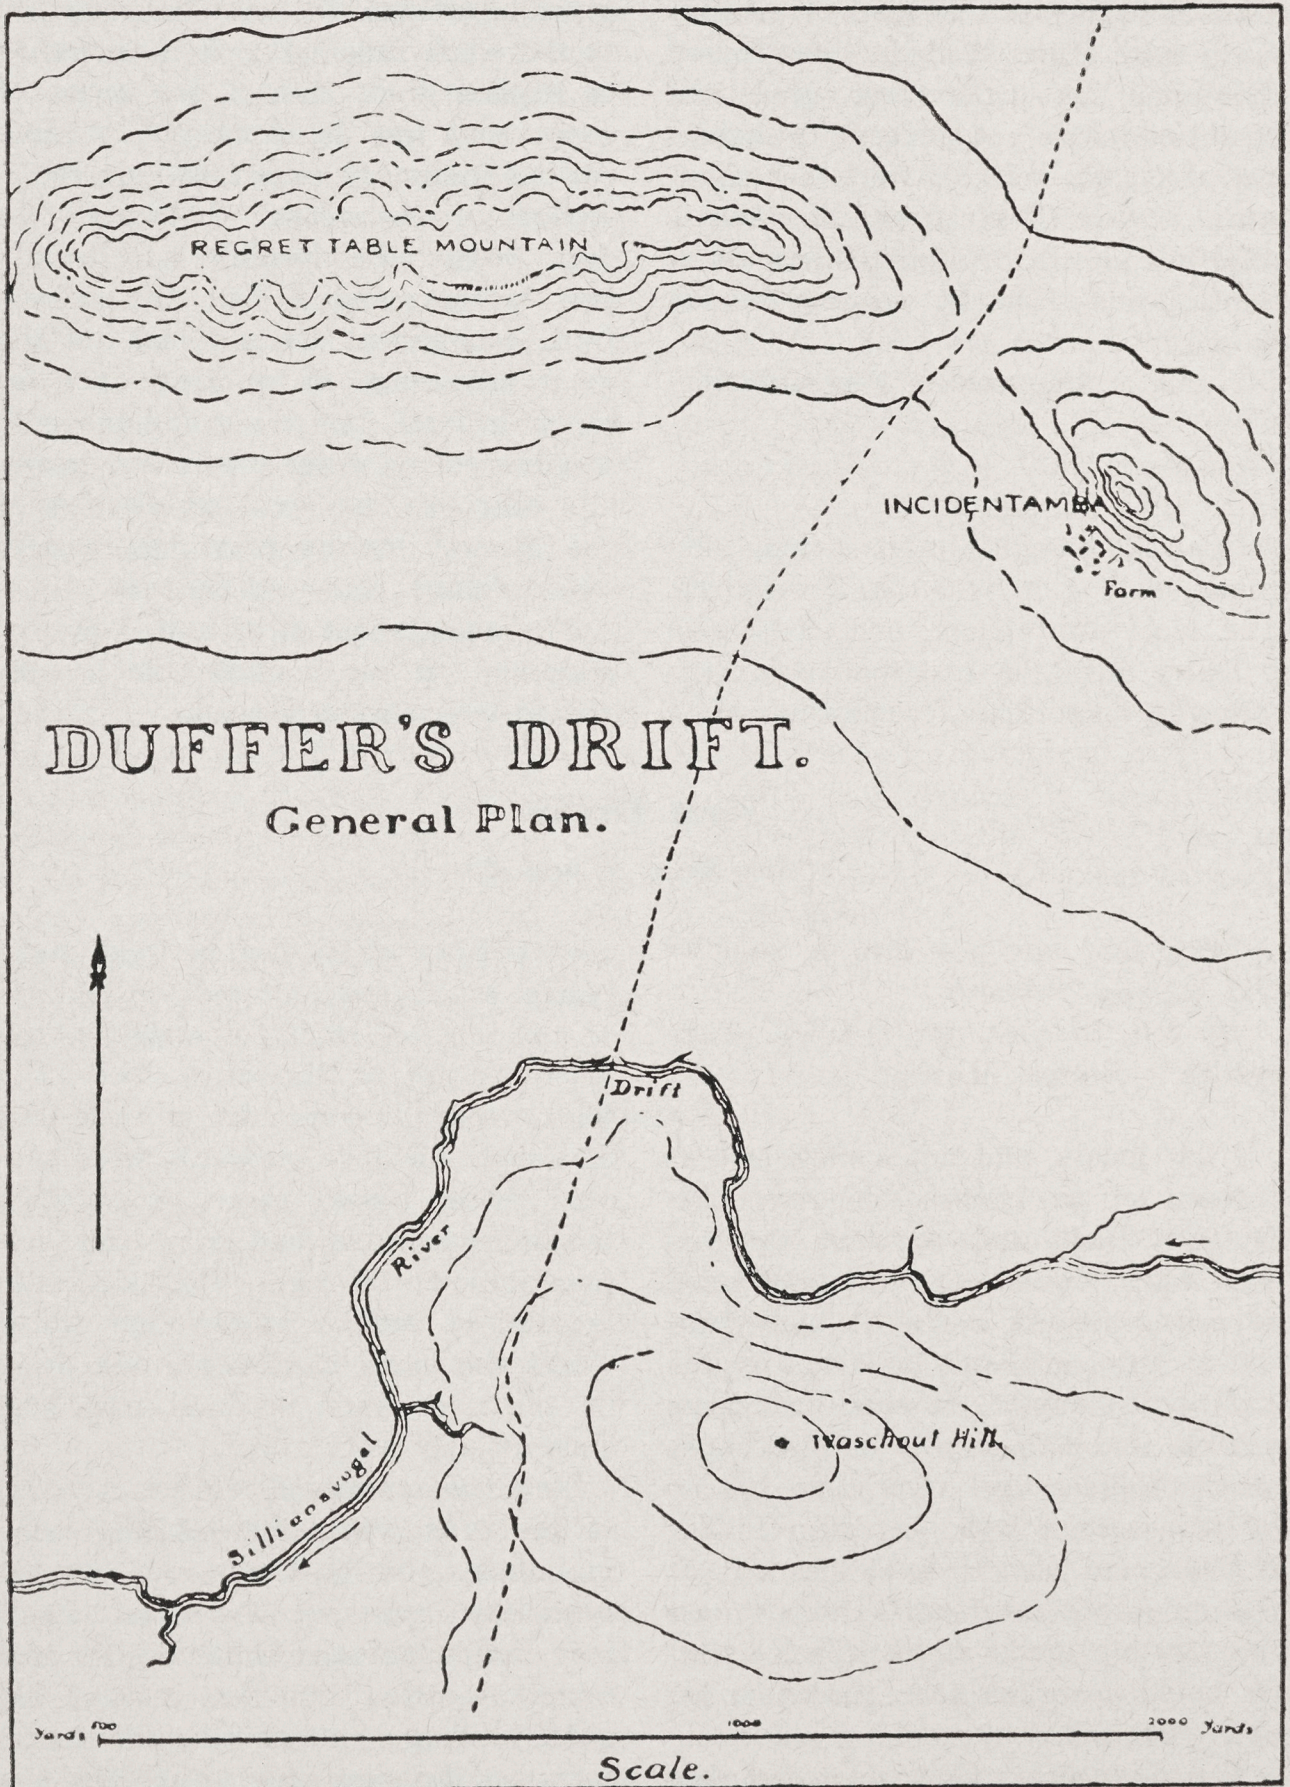 REGRET TABLE MOUNTAIN
INCIDENTAMBA
Farm
DUFFER'S DRIFT.
General Plan.
Drift
River
Waschout Hill.
Silliaasvogel
Yards 500 1000 2000 Yards
Scale.